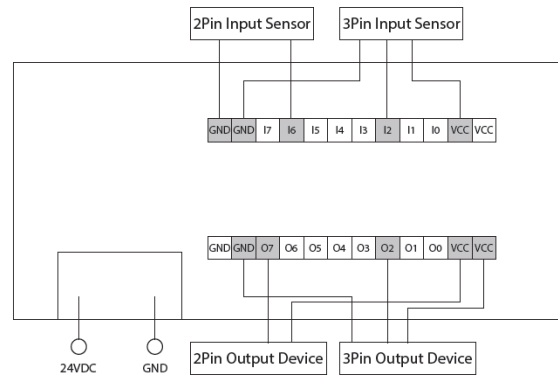 2Pin Input Sensor 3Pin Input Sensor
GND GND I7 I6 I5 I4 I3 I2 I1 I0 VCC VCC
GND GND O7 O6 O5 O4 O3 O2 O1 O0 VCC VCC
24VDC GND 2Pin Output Device 3Pin Output Device